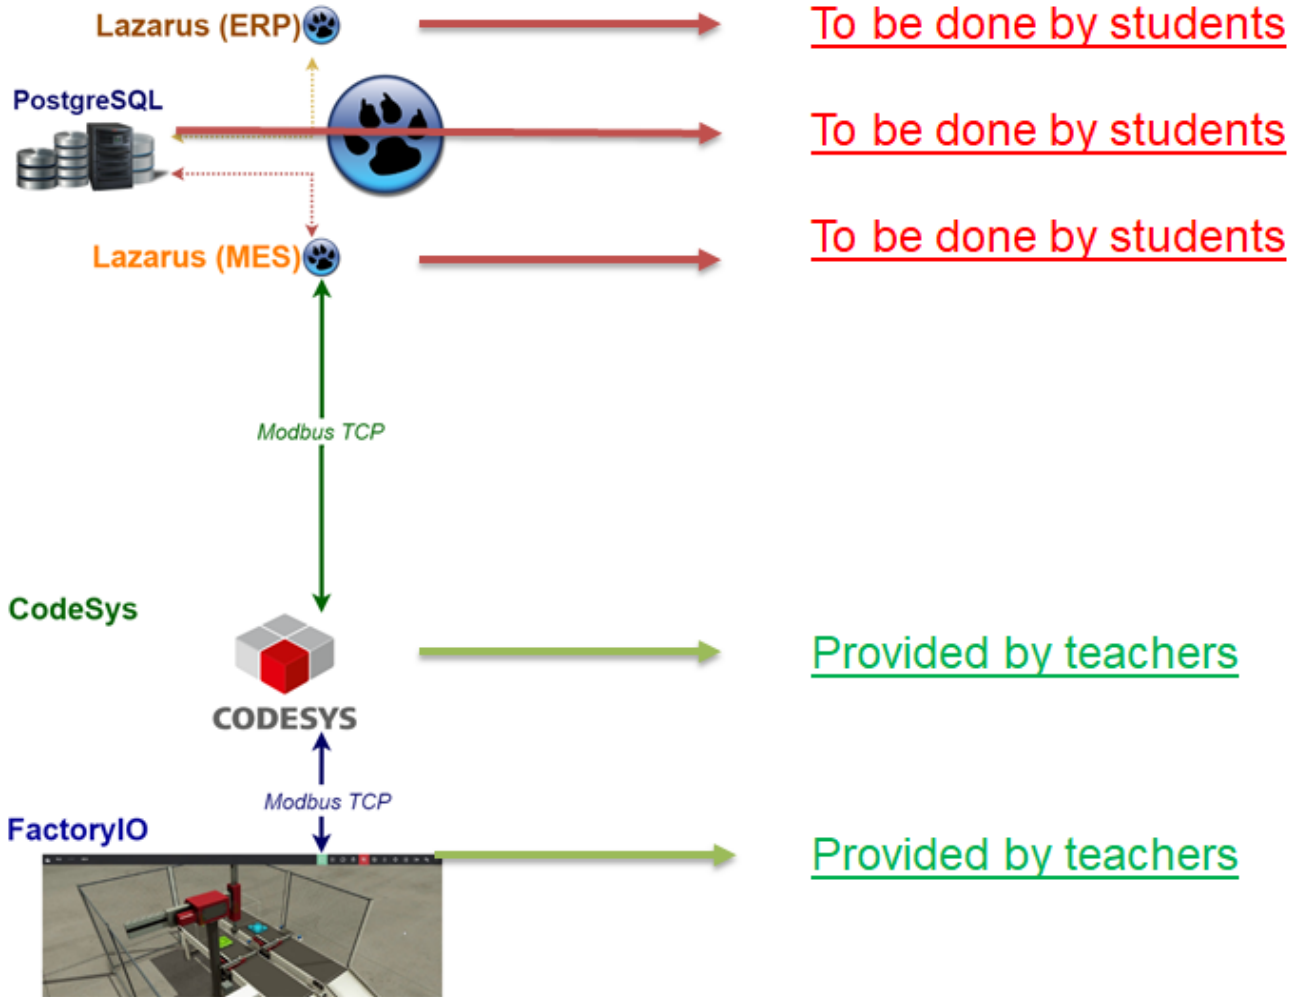 Lazarus (ERP)
To be done by students
PostgreSQL
To be done by students
Lazarus (MES)
To be done by students
Modbus TCP
CodeSys
Provided by teachers
CODESYS
Modbus TCP
FactoryIO
Provided by teachers